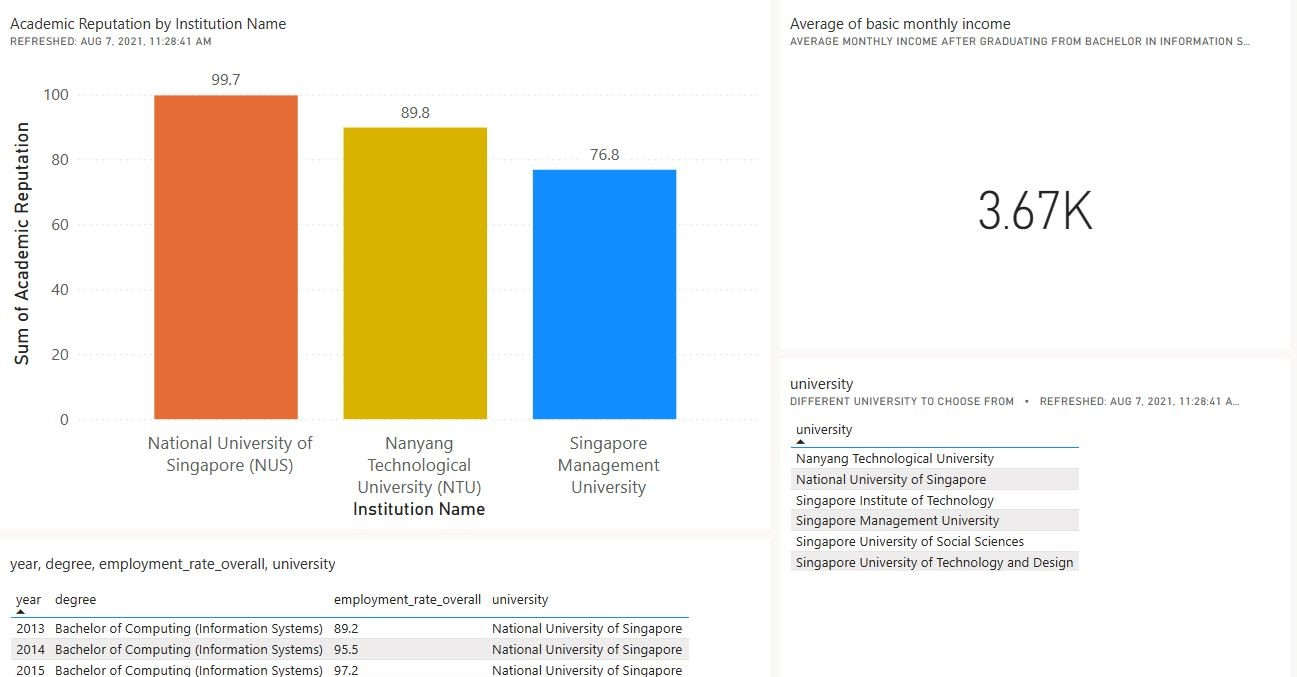 Academic Reputation by Institution Name
REFRESHED: AUG 7, 2021, 11:28:41 AM
Sum of Academic Reputation
100
80
60
40
20
0
99.7
89.8
76.8
National University of
Singapore (NUS)
Nanyang
Technological
University (NTU)
Singapore
Management
University
Institution Name
Average of basic monthly income
AVERAGE MONTHLY INCOME AFTER GRADUATING FROM BACHELOR IN INFORMATION S...
3.67K
university
DIFFERENT UNIVERSITY TO CHOOSE FROM • REFRESHED: AUG 7, 2021, 11:28:41 A...
university
Nanyang Technological University
National University of Singapore
Singapore Institute of Technology
Singapore Management University
Singapore University of Social Sciences
Singapore University of Technology and Design
year, degree, employment_rate_overall, university
year degree employment_rate_overall university
2013 Bachelor of Computing (Information Systems) 89.2 National University of Singapore
2014 Bachelor of Computing (Information Systems) 95.5 National University of Singapore
2015 Bachelor of Computing (Information Systems) 97.2 National University of Singapore